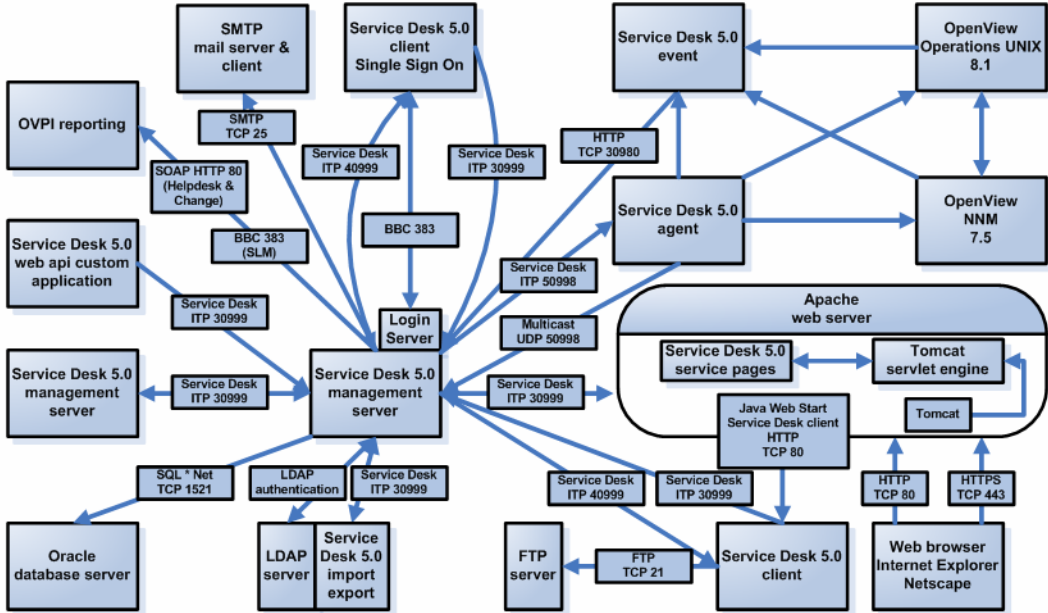 SMTP
mail server &
client
Service Desk 5.0
client
Single Sign On
Service Desk 5.0
event
OpenView
Operations UNIX
8.1
OVPI reporting
SMTP
TCP 25
Service Desk
ITP 40999
Service Desk
ITP 30999
HTTP
TCP 30980
SOAP HTTP 80
(Helpdesk &
Change)
BBC 383
(SLM)
BBC 383
Service Desk 5.0
agent
OpenView
NNM
7.5
Service Desk 5.0
web api custom
application
Service Desk
ITP 30999
Service Desk
ITP 50998
Multicast
UDP 50998
Login
Server
Apache
web server
Service Desk 5.0
service pages
Tomcat
servlet engine
Tomcat
Service Desk 5.0
management
server
Service Desk
ITP 30999
Service Desk 5.0
management
server
Service Desk
ITP 30999
Java Web Start
Service Desk client
HTTP
TCP 80
SQL * Net
TCP 1521
LDAP
authentication
Service Desk
ITP 30999
Service Desk
ITP 40999
Service Desk
ITP 30999
HTTP
TCP 80
HTTPS
TCP 443
Oracle
database server
LDAP
server
Service
Desk 5.0
import
export
FTP
server
FTP
TCP 21
Service Desk 5.0
client
Web browser
Internet Explorer
Netscape